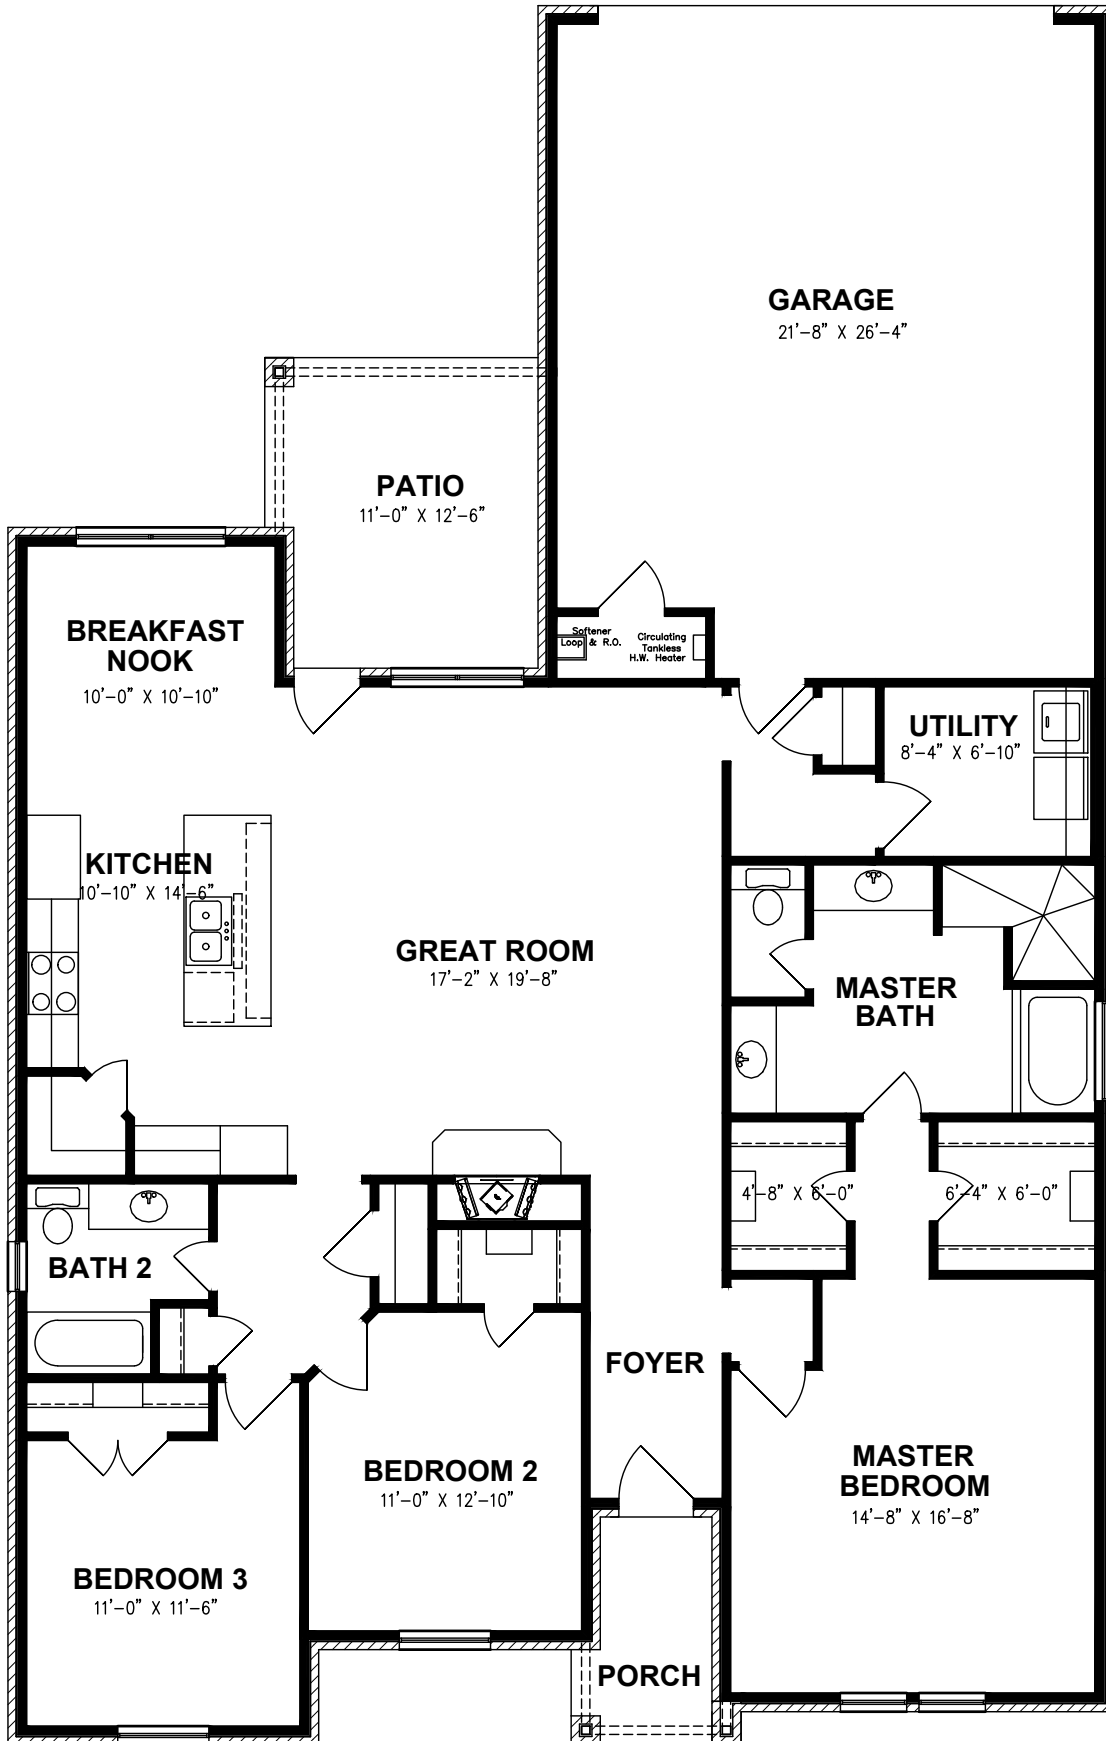 GARAGE
21'-8" X 26'-4"
PATIO
11'-0" X 12'-6"
BREAKFAST
NOOK
10'-0" X 10'-10"
Softener
Loop & R.O.
Circulating
Tankless
H.W. Heater
UTILITY
8'-4" X 6'-10"
KITCHEN
10'-10" X 14'-6"
GREAT ROOM
17'-2" X 19'-8"
MASTER
BATH
4'-8" X 6'-0"
6'-4" X 6'-0"
BATH 2
FOYER
BEDROOM 2
11'-0" X 12'-10"
MASTER
BEDROOM
14'-8" X 16'-8"
BEDROOM 3
11'-0" X 11'-6"
PORCH